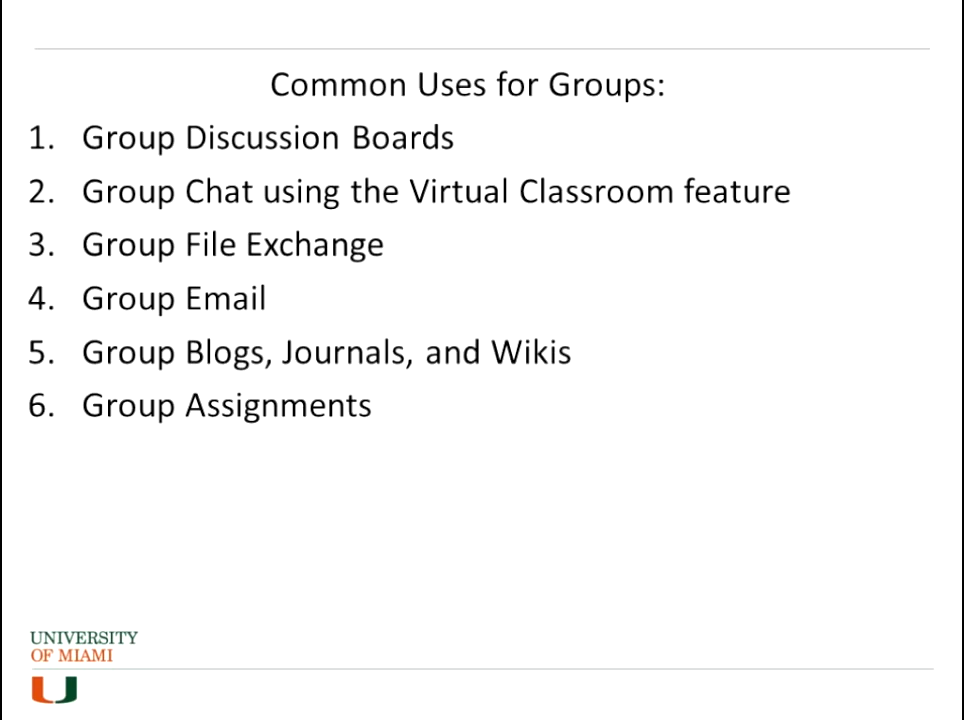 Common Uses for Groups:
1. Group Discussion Boards
2. Group Chat using the Virtual Classroom feature
3. Group File Exchange
4. Group Email
5. Group Blogs, Journals, and Wikis
6. Group Assignments
UNIVERSITY
OF MIAMI
U